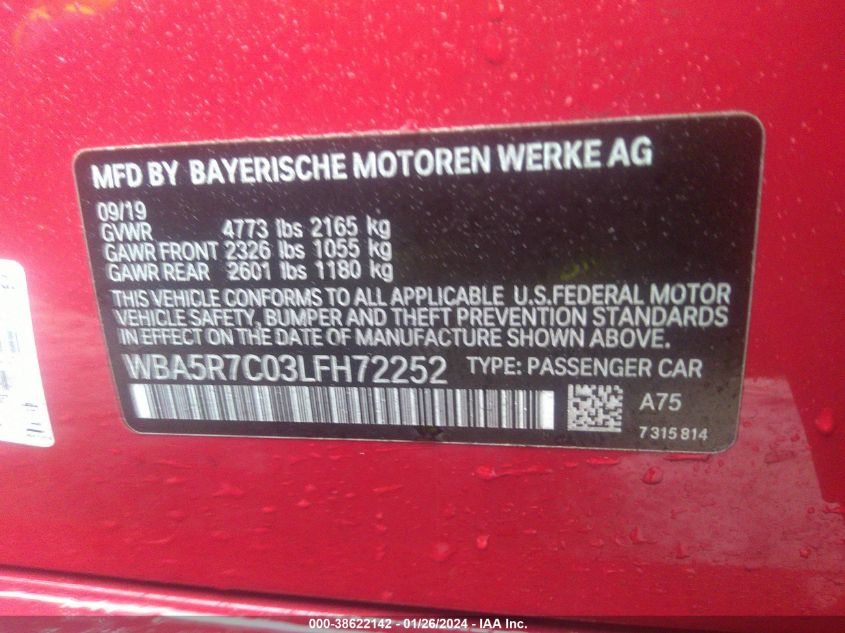 MFD BY BAYERISCHE MOTOREN WERKE AG
09/19
GVWR 4773 lbs 2165 kg
GAWR FRONT 2326 lbs 1055 kg
GAWR REAR 2601 lbs 1180 kg
THIS VEHICLE CONFORMS TO ALL APPLICABLE U.S.FEDERAL MOTOR
VEHICLE SAFETY, BUMPER AND THEFT PREVENTION STANDARDS
IN EFFECT ON THE DATE OF MANUFACTURE SHOWN ABOVE.
WBA5R7C03LFH72252 TYPE: PASSENGER CAR
A75
7315814
000-38622142 - 01/26/2024 - IAA Inc.